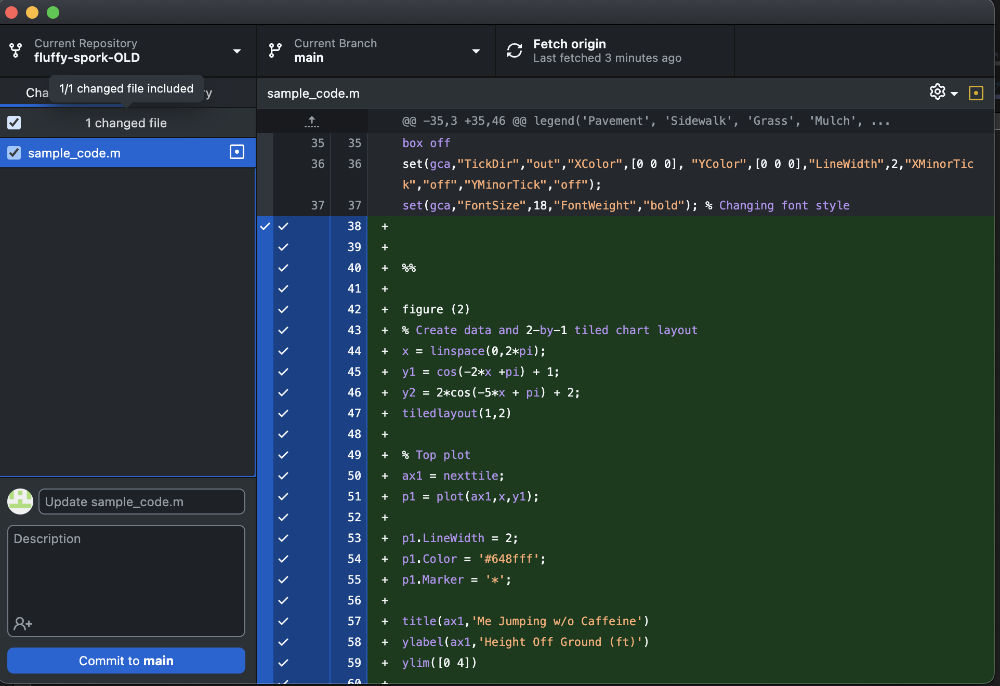 Current Repository
fluffy-spork-OLD
Current Branch
main
Fetch origin
Last fetched 3 minutes ago
1/1 changed file included
1 changed file
sample_code.m
Update sample_code.m
Description
Commit to main
sample_code.m
@@ -35,3 +35,46 @@ legend('Pavement', 'Sidewalk', 'Grass', 'Mulch', ...
35 35 box off
36 36 set(gca,"TickDir","out","XColor",[0 0 0], "YColor",[0 0 0],"LineWidth",2,"XMinorTic
k","off","YMinorTick","off");
37 37 set(gca,"FontSize",18,"FontWeight","bold"); % Changing font style
38 +
39 +
40 + %%
41 +
42 + figure (2)
43 + % Create data and 2-by-1 tiled chart layout
44 + x = linspace(0,2*pi);
45 + y1 = cos(-2*x +pi) + 1;
46 + y2 = 2*cos(-5*x + pi) + 2;
47 + tiledlayout(1,2)
48 +
49 + % Top plot
50 + ax1 = nexttile;
51 + p1 = plot(ax1,x,y1);
52 +
53 + p1.LineWidth = 2;
54 + p1.Color = '#648fff';
55 + p1.Marker = '*';
56 +
57 + title(ax1,'Me Jumping w/o Caffeine')
58 + ylabel(ax1,'Height Off Ground (ft)')
59 + ylim([0 4])
60 +